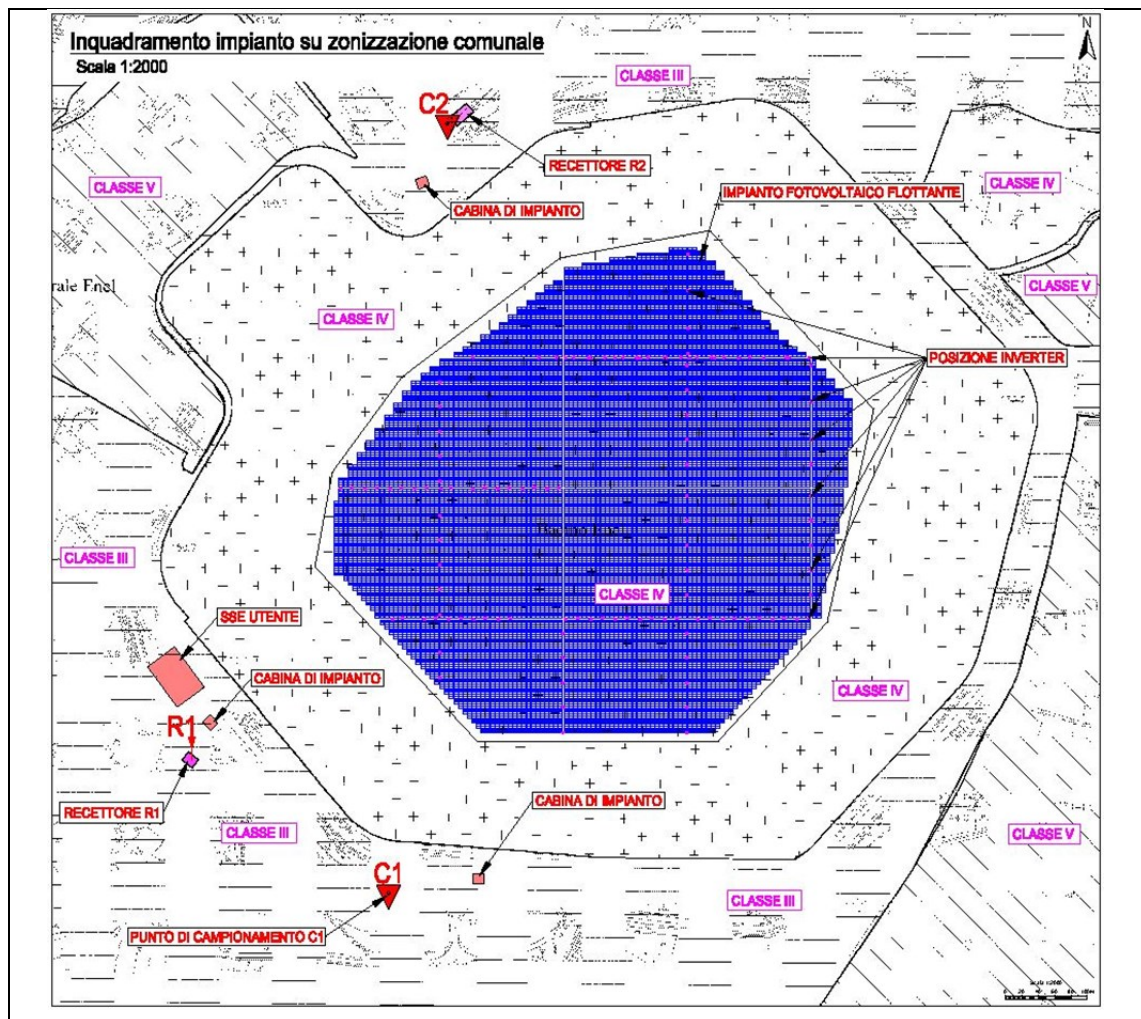 Inquadramento impianto su zonizzazione comunale
Scala 1:2000
N
CLASSE III
C2
RECETTORE R2
CLASSE V
CLASSE IV
IMPIANTO FOTOVOLTAICO FLOTTANTE
CABINA DI IMPIANTO
rale Enel
CLASSE V
CLASSE IV
POSIZIONE INVERTER
CLASSE III
CLASSE IV
SSE UTENTE
CABINA DI IMPIANTO
CLASSE IV
R1
RECETTORE R1
CABINA DI IMPIANTO
CLASSE III
CLASSE V
C1
CLASSE III
PUNTO DI CAMPIONAMENTO C1